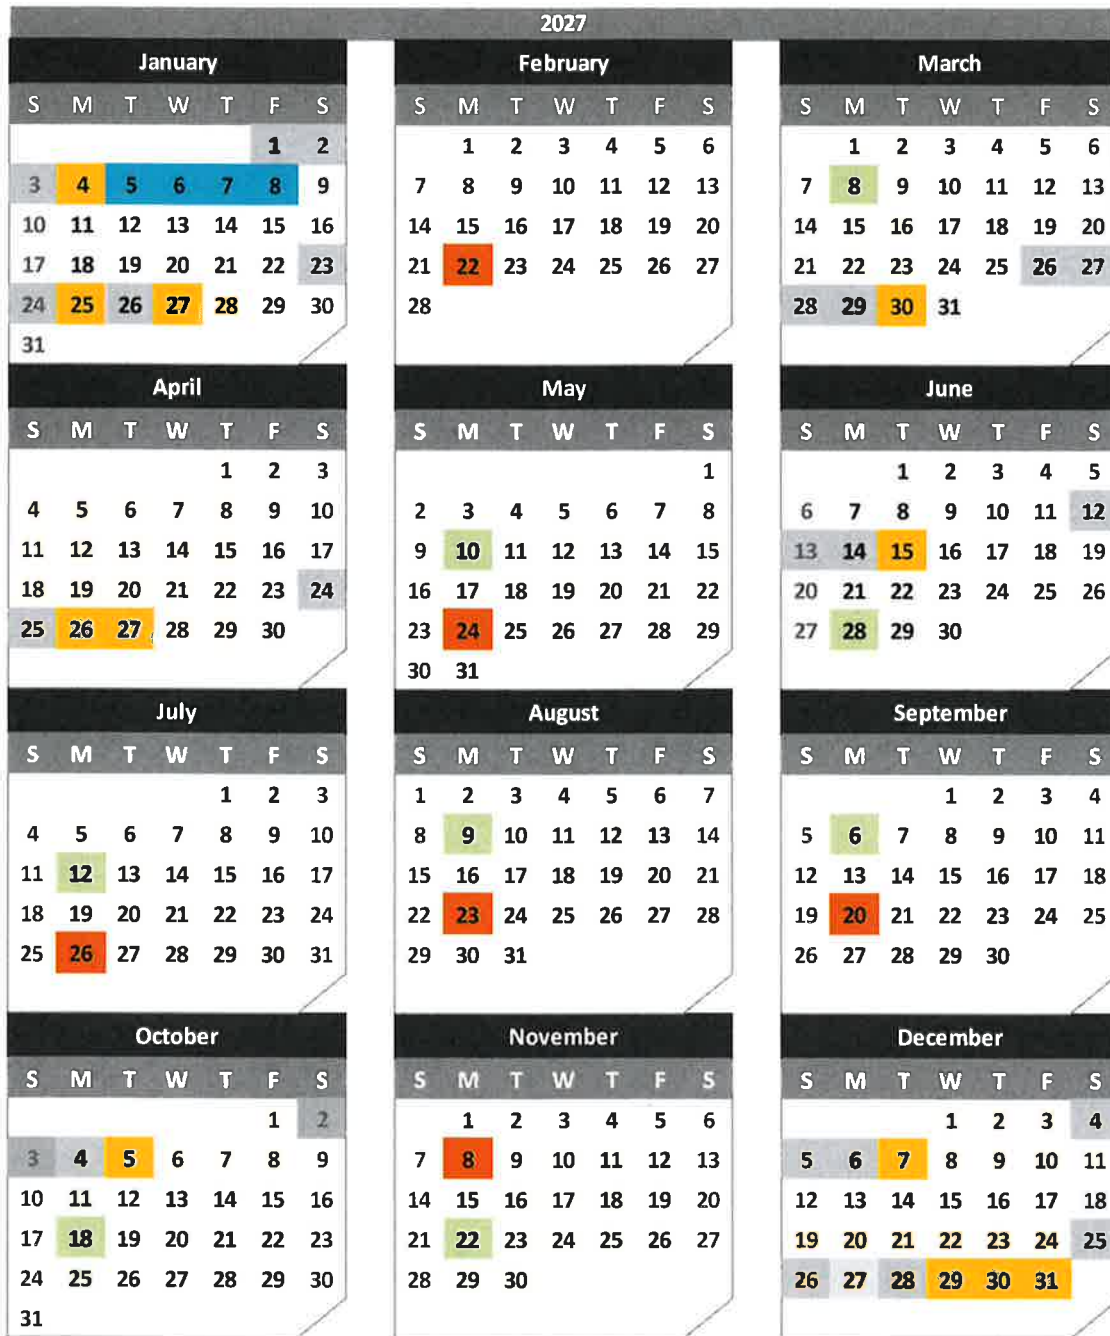 2027
January February March
S M T W T F S S M T W T F S S M T W T F S
1 2 1 2 3 4 5 6 1 2 3 4 5 6
3 4 5 6 7 8 9 7 8 9 10 11 12 13 7 8 9 10 11 12 13
10 11 12 13 14 15 16 14 15 16 17 18 19 20 14 15 16 17 18 19 20
17 18 19 20 21 22 23 21 22 23 24 25 26 27 21 22 23 24 25 26 27
24 25 26 27 28 29 30 28 28 29 30 31
31
April May June
S M T W T F S S M T W T F S S M T W T F S
1 2 3 1 1 2 3 4 5
4 5 6 7 8 9 10 2 3 4 5 6 7 8 6 7 8 9 10 11 12
11 12 13 14 15 16 17 9 10 11 12 13 14 15 13 14 15 16 17 18 19
18 19 20 21 22 23 24 16 17 18 19 20 21 22 20 21 22 23 24 25 26
25 26 27 28 29 30 23 24 25 26 27 28 29 27 28 29 30
30 31
July August September
S M T W T F S S M T W T F S S M T W T F S
1 2 3 1 2 3 4 5 6 7 1 2 3 4
4 5 6 7 8 9 10 8 9 10 11 12 13 14 5 6 7 8 9 10 11
11 12 13 14 15 16 17 15 16 17 18 19 20 21 12 13 14 15 16 17 18
18 19 20 21 22 23 24 22 23 24 25 26 27 28 19 20 21 22 23 24 25
25 26 27 28 29 30 31 29 30 31 26 27 28 29 30
October November December
S M T W T F S S M T W T F S S M T W T F S
1 2 1 2 3 4 5 6 1 2 3 4
3 4 5 6 7 8 9 7 8 9 10 11 12 13 5 6 7 8 9 10 11
10 11 12 13 14 15 16 14 15 16 17 18 19 20 12 13 14 15 16 17 18
17 18 19 20 21 22 23 21 22 23 24 25 26 27 19 20 21 22 23 24 25
24 25 26 27 28 29 30 28 29 30 26 27 28 29 30 31
31